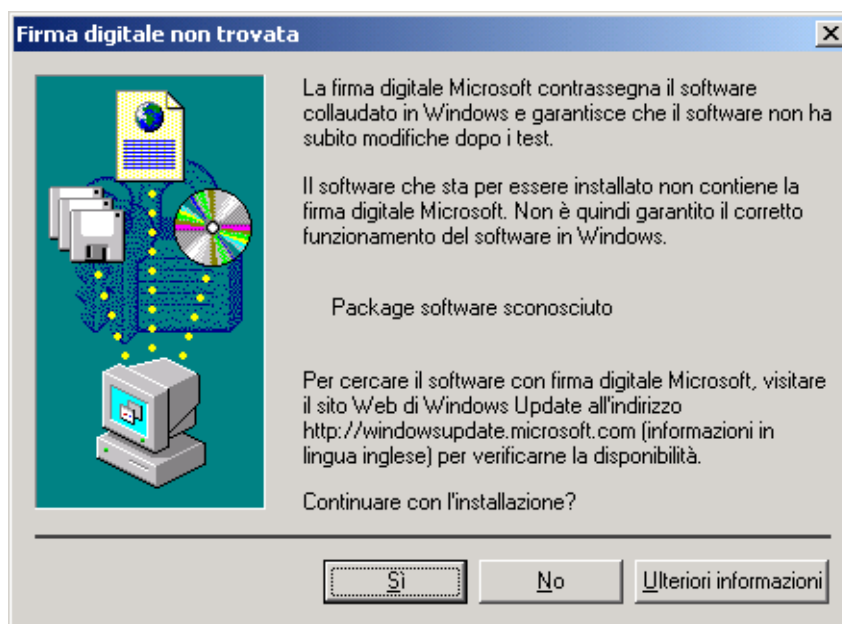 Firma digitale non trovata
La firma digitale Microsoft contrassegna il software
collaudato in Windows e garantisce che il software non ha
subito modifiche dopo i test.
Il software che sta per essere installato non contiene la
firma digitale Microsoft. Non è quindi garantito il corretto
funzionamento del software in Windows.
Package software sconosciuto
Per cercare il software con firma digitale Microsoft, visitare
il sito Web di Windows Update all'indirizzo
http://windowsupdate.microsoft.com (informazioni in
lingua inglese) per verificarne la disponibilità.
Continuare con l'installazione?
Sì
No
Ulteriori informazioni